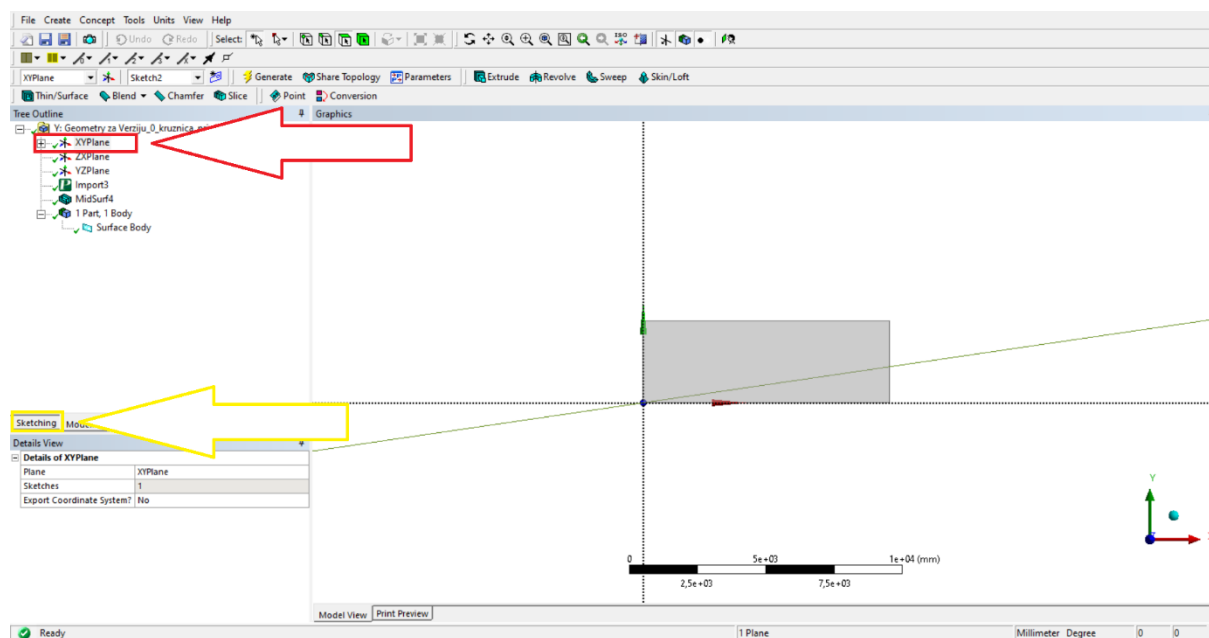 File Create Concept Tools Units View Help
Undo Redo Select:
XYPlane Sketch2 Generate Share Topology Parameters Extrude Revolve Sweep Skin/Loft
Thin/Surface Blend Chamfer Slice Point Conversion
Tree Outline Graphics
Y: Geometry za Verziju_0_kruznica
XYPlane
ZXPlane
YZPlane
Import3
MidSurf4
1 Part, 1 Body
Surface Body
Sketching
Details View
Details of XYPlane
Plane XYPlane
Sketches 1
Export Coordinate System? No
Y
0 5e+03 1e+04 (mm)
2,5e+03 7,5e+03
Model View Print Preview
Ready 1 Plane Millimeter Degree 0 0